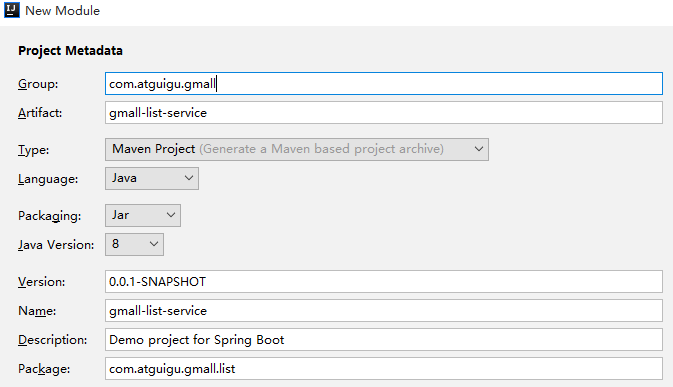 IJ New Module
Project Metadata
Group: com.atguigu.gmall
Artifact: gmall-list-service
Type: Maven Project (Generate a Maven based project archive)
Language: Java
Packaging: Jar
Java Version: 8
Version: 0.0.1-SNAPSHOT
Name: gmall-list-service
Description: Demo project for Spring Boot
Package: com.atguigu.gmall.list